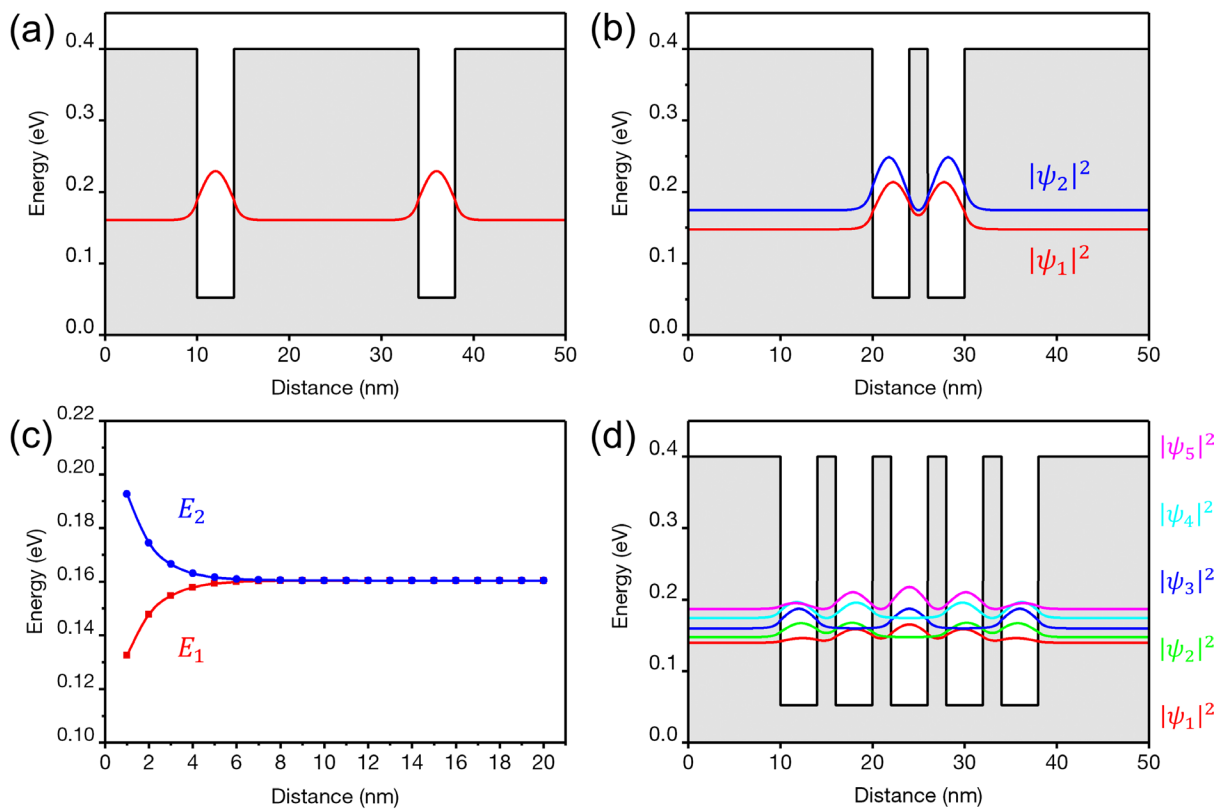 (a)
Energy (eV)
0.4
0.3
0.2
0.1
0.0
0 10 20 30 40 50
Distance (nm)
(b)
Energy (eV)
0.4
0.3
0.2
0.1
0.0
|ψ₂|²
|ψ₁|²
0 10 20 30 40 50
Distance (nm)
(c)
Energy (eV)
0.22
0.20
0.18
0.16
0.14
0.12
0.10
E₂
E₁
0 2 4 6 8 10 12 14 16 18 20
Distance (nm)
(d)
Energy (eV)
0.4
0.3
0.2
0.1
0.0
0 10 20 30 40 50
Distance (nm)
|ψ₅|²
|ψ₄|²
|ψ₃|²
|ψ₂|²
|ψ₁|²